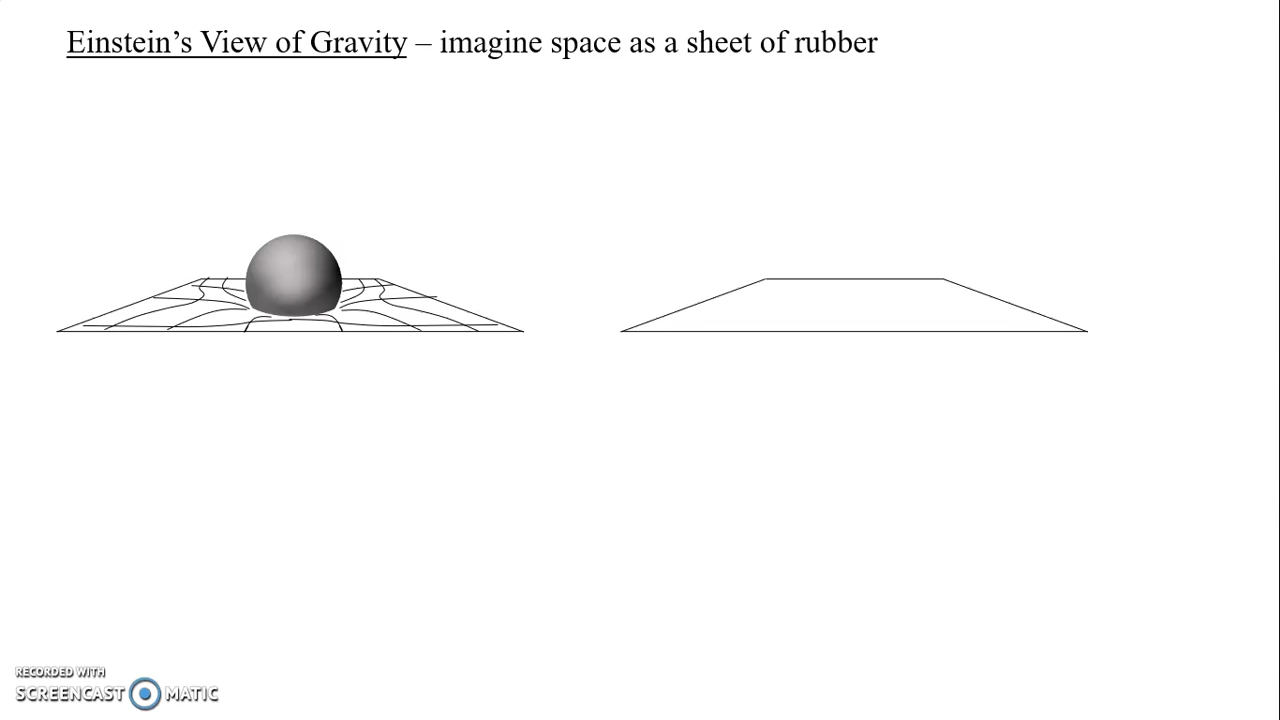 Einstein’s View of Gravity – imagine space as a sheet of rubber
RECORDED WITH
SCREENCAST MATIC